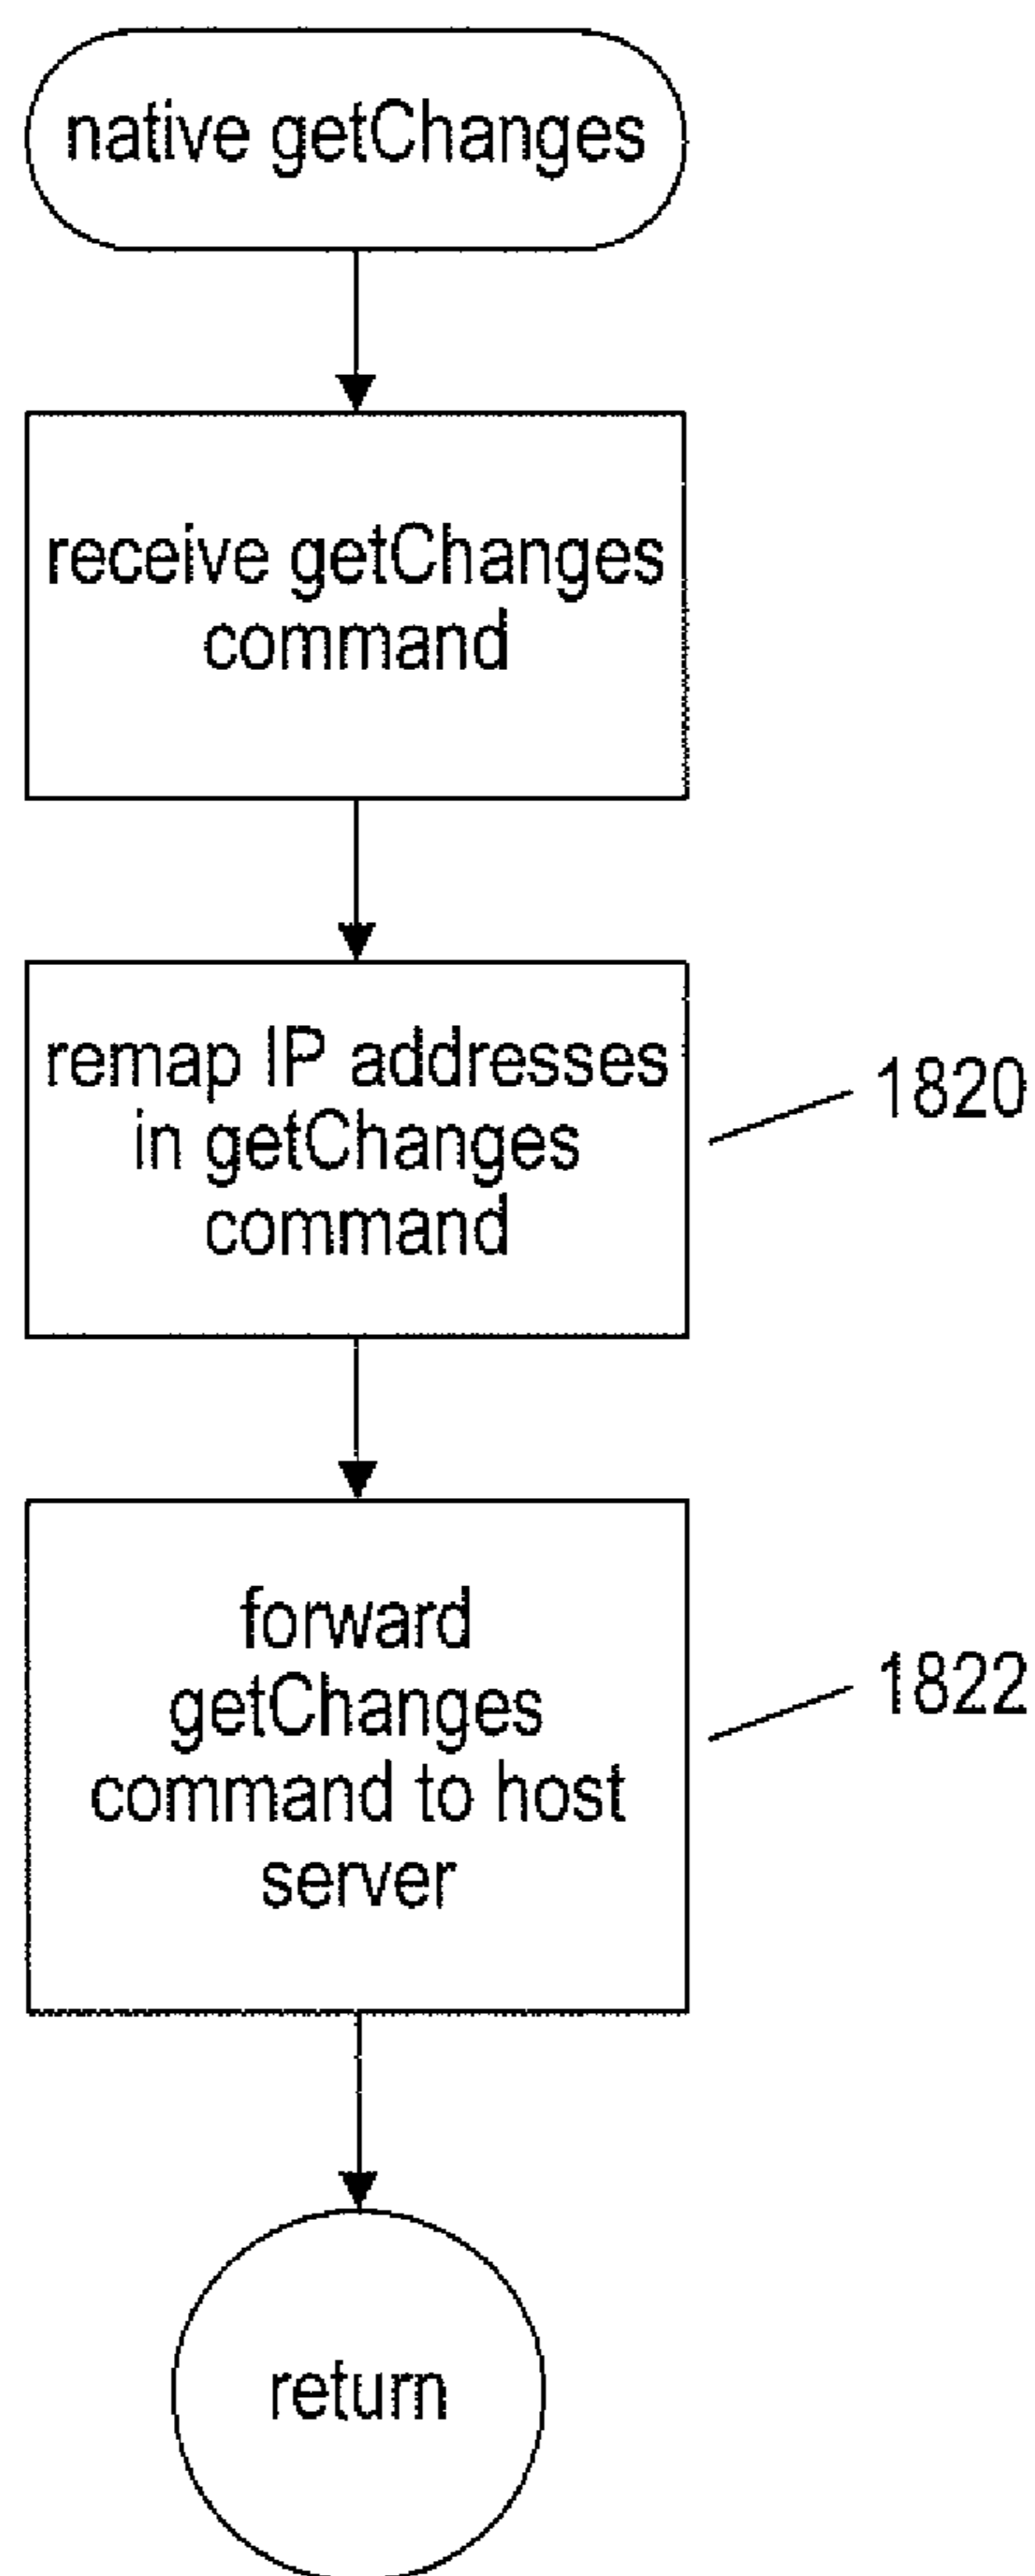 native getChanges
receive getChanges
command
remap IP addresses
in getChanges
command
1820
forward
getChanges
command to host
server
1822
return